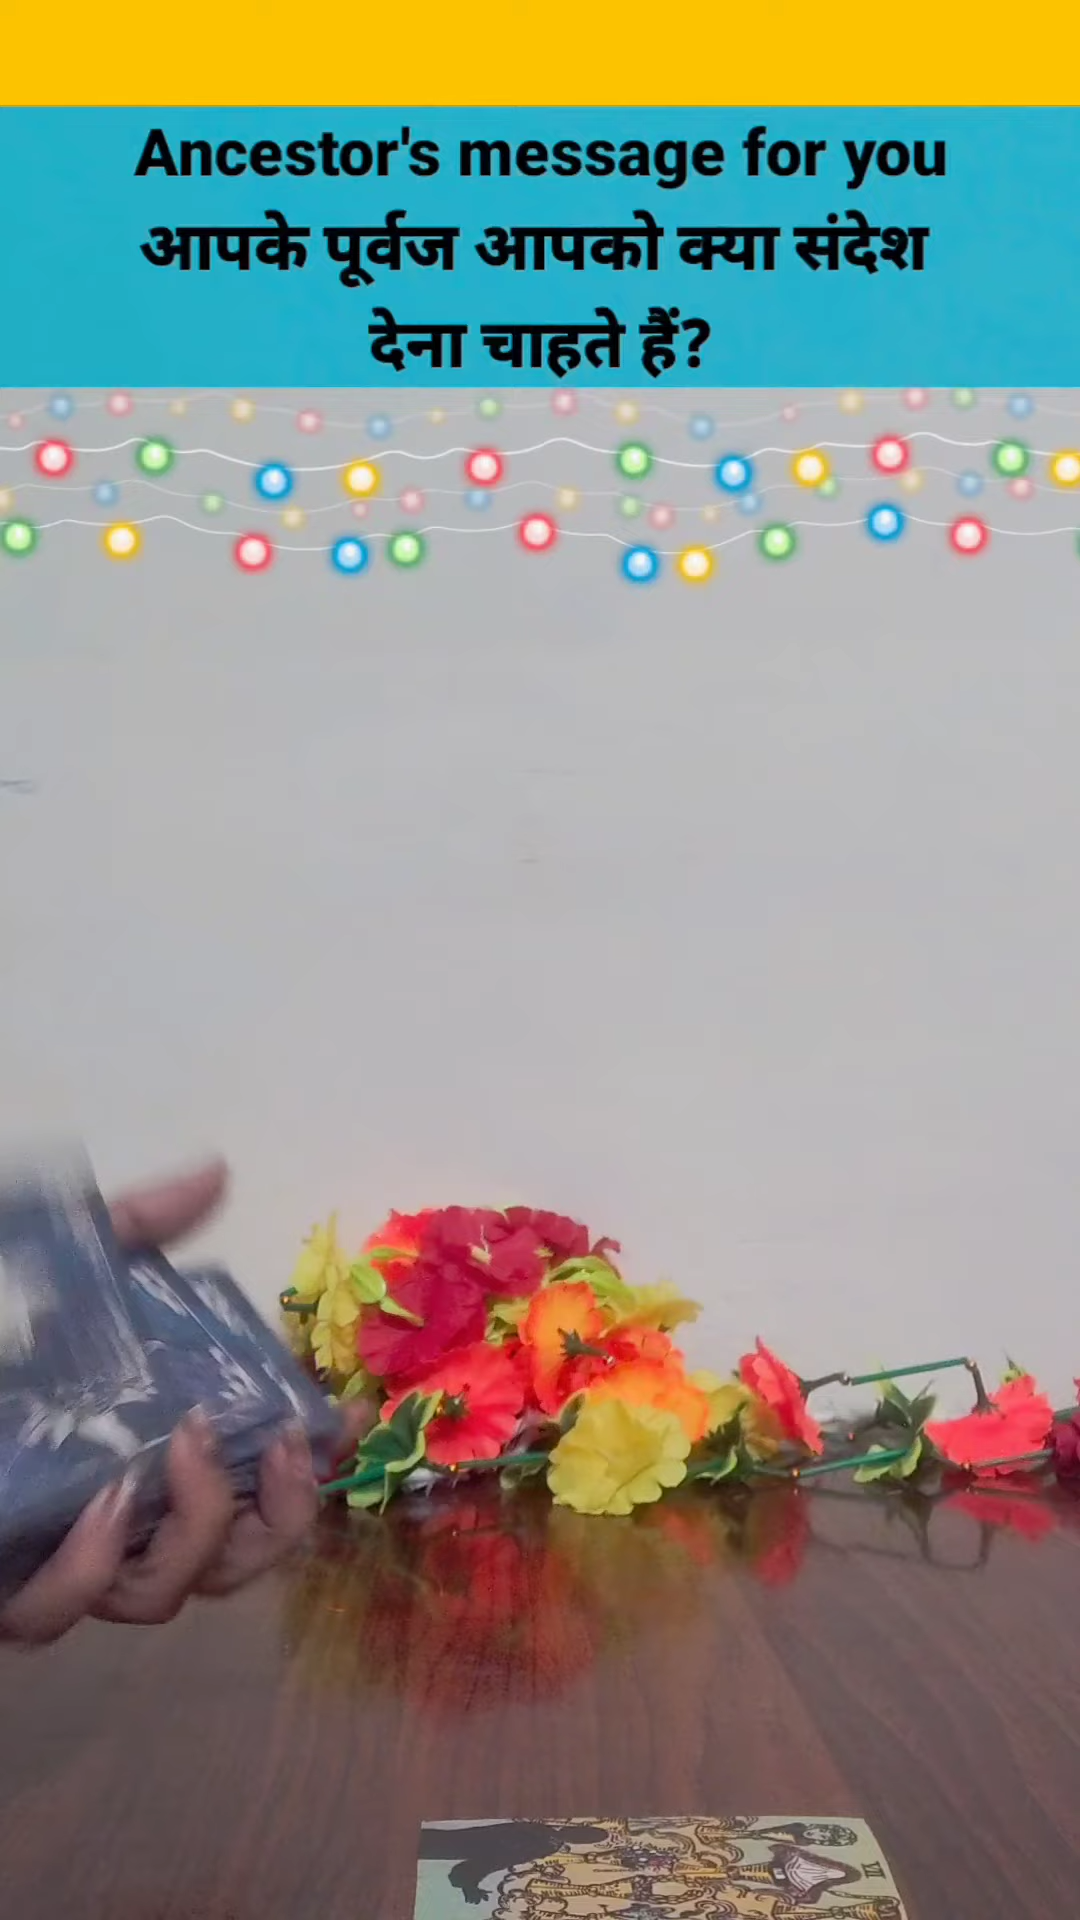 Ancestor's message for you
आपके पूर्वज आपको क्या संदेश
देना चाहते हैं?